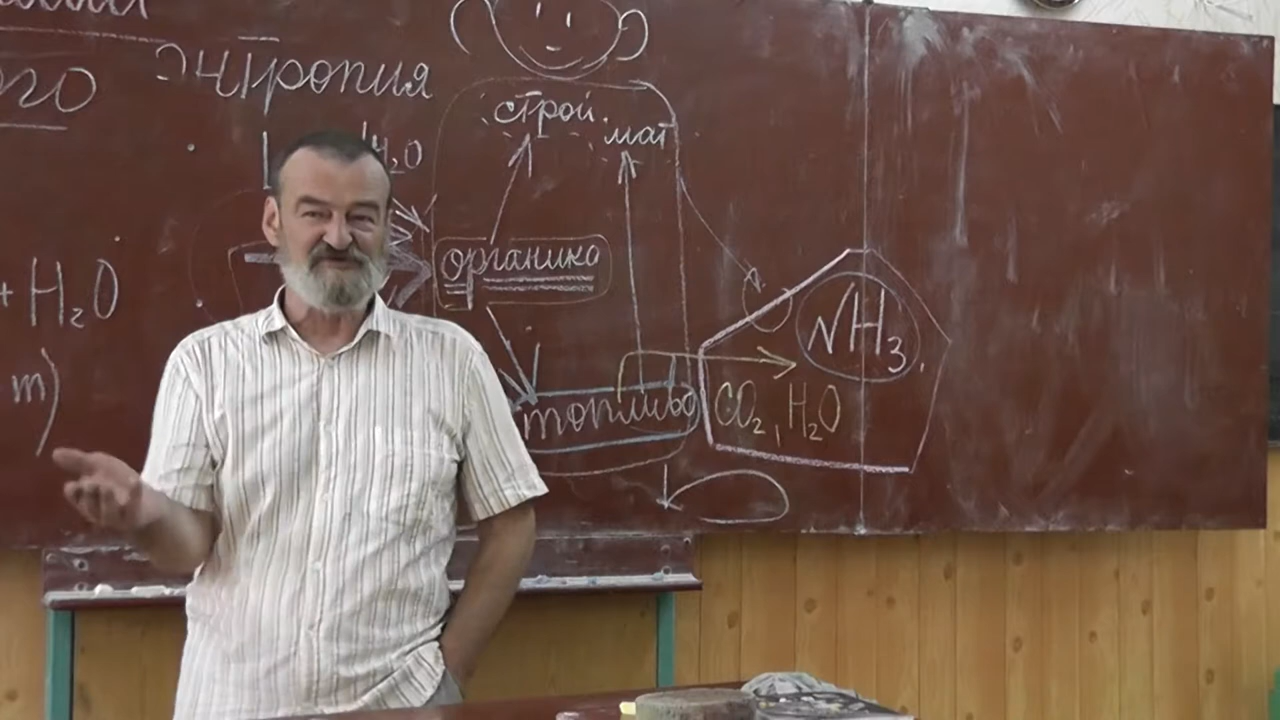 ого
Энтропия
строй.
мат
H₂O
+ H₂O
органика
т)
NH₃
топливо
CO₂, H₂O